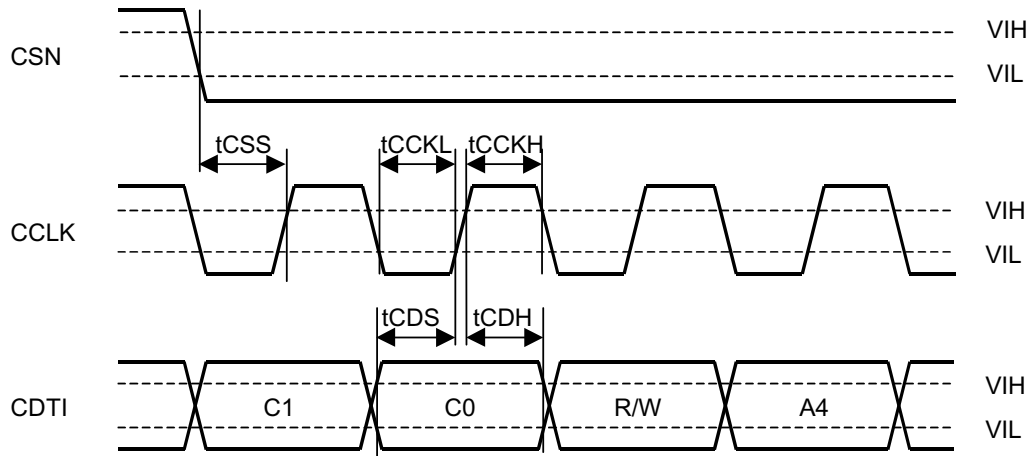 CSN
VIH
VIL
tCSS
tCCKL
tCCKH
CCLK
VIH
VIL
tCDS
tCDH
CDTI
C1
C0
R/W
A4
VIH
VIL